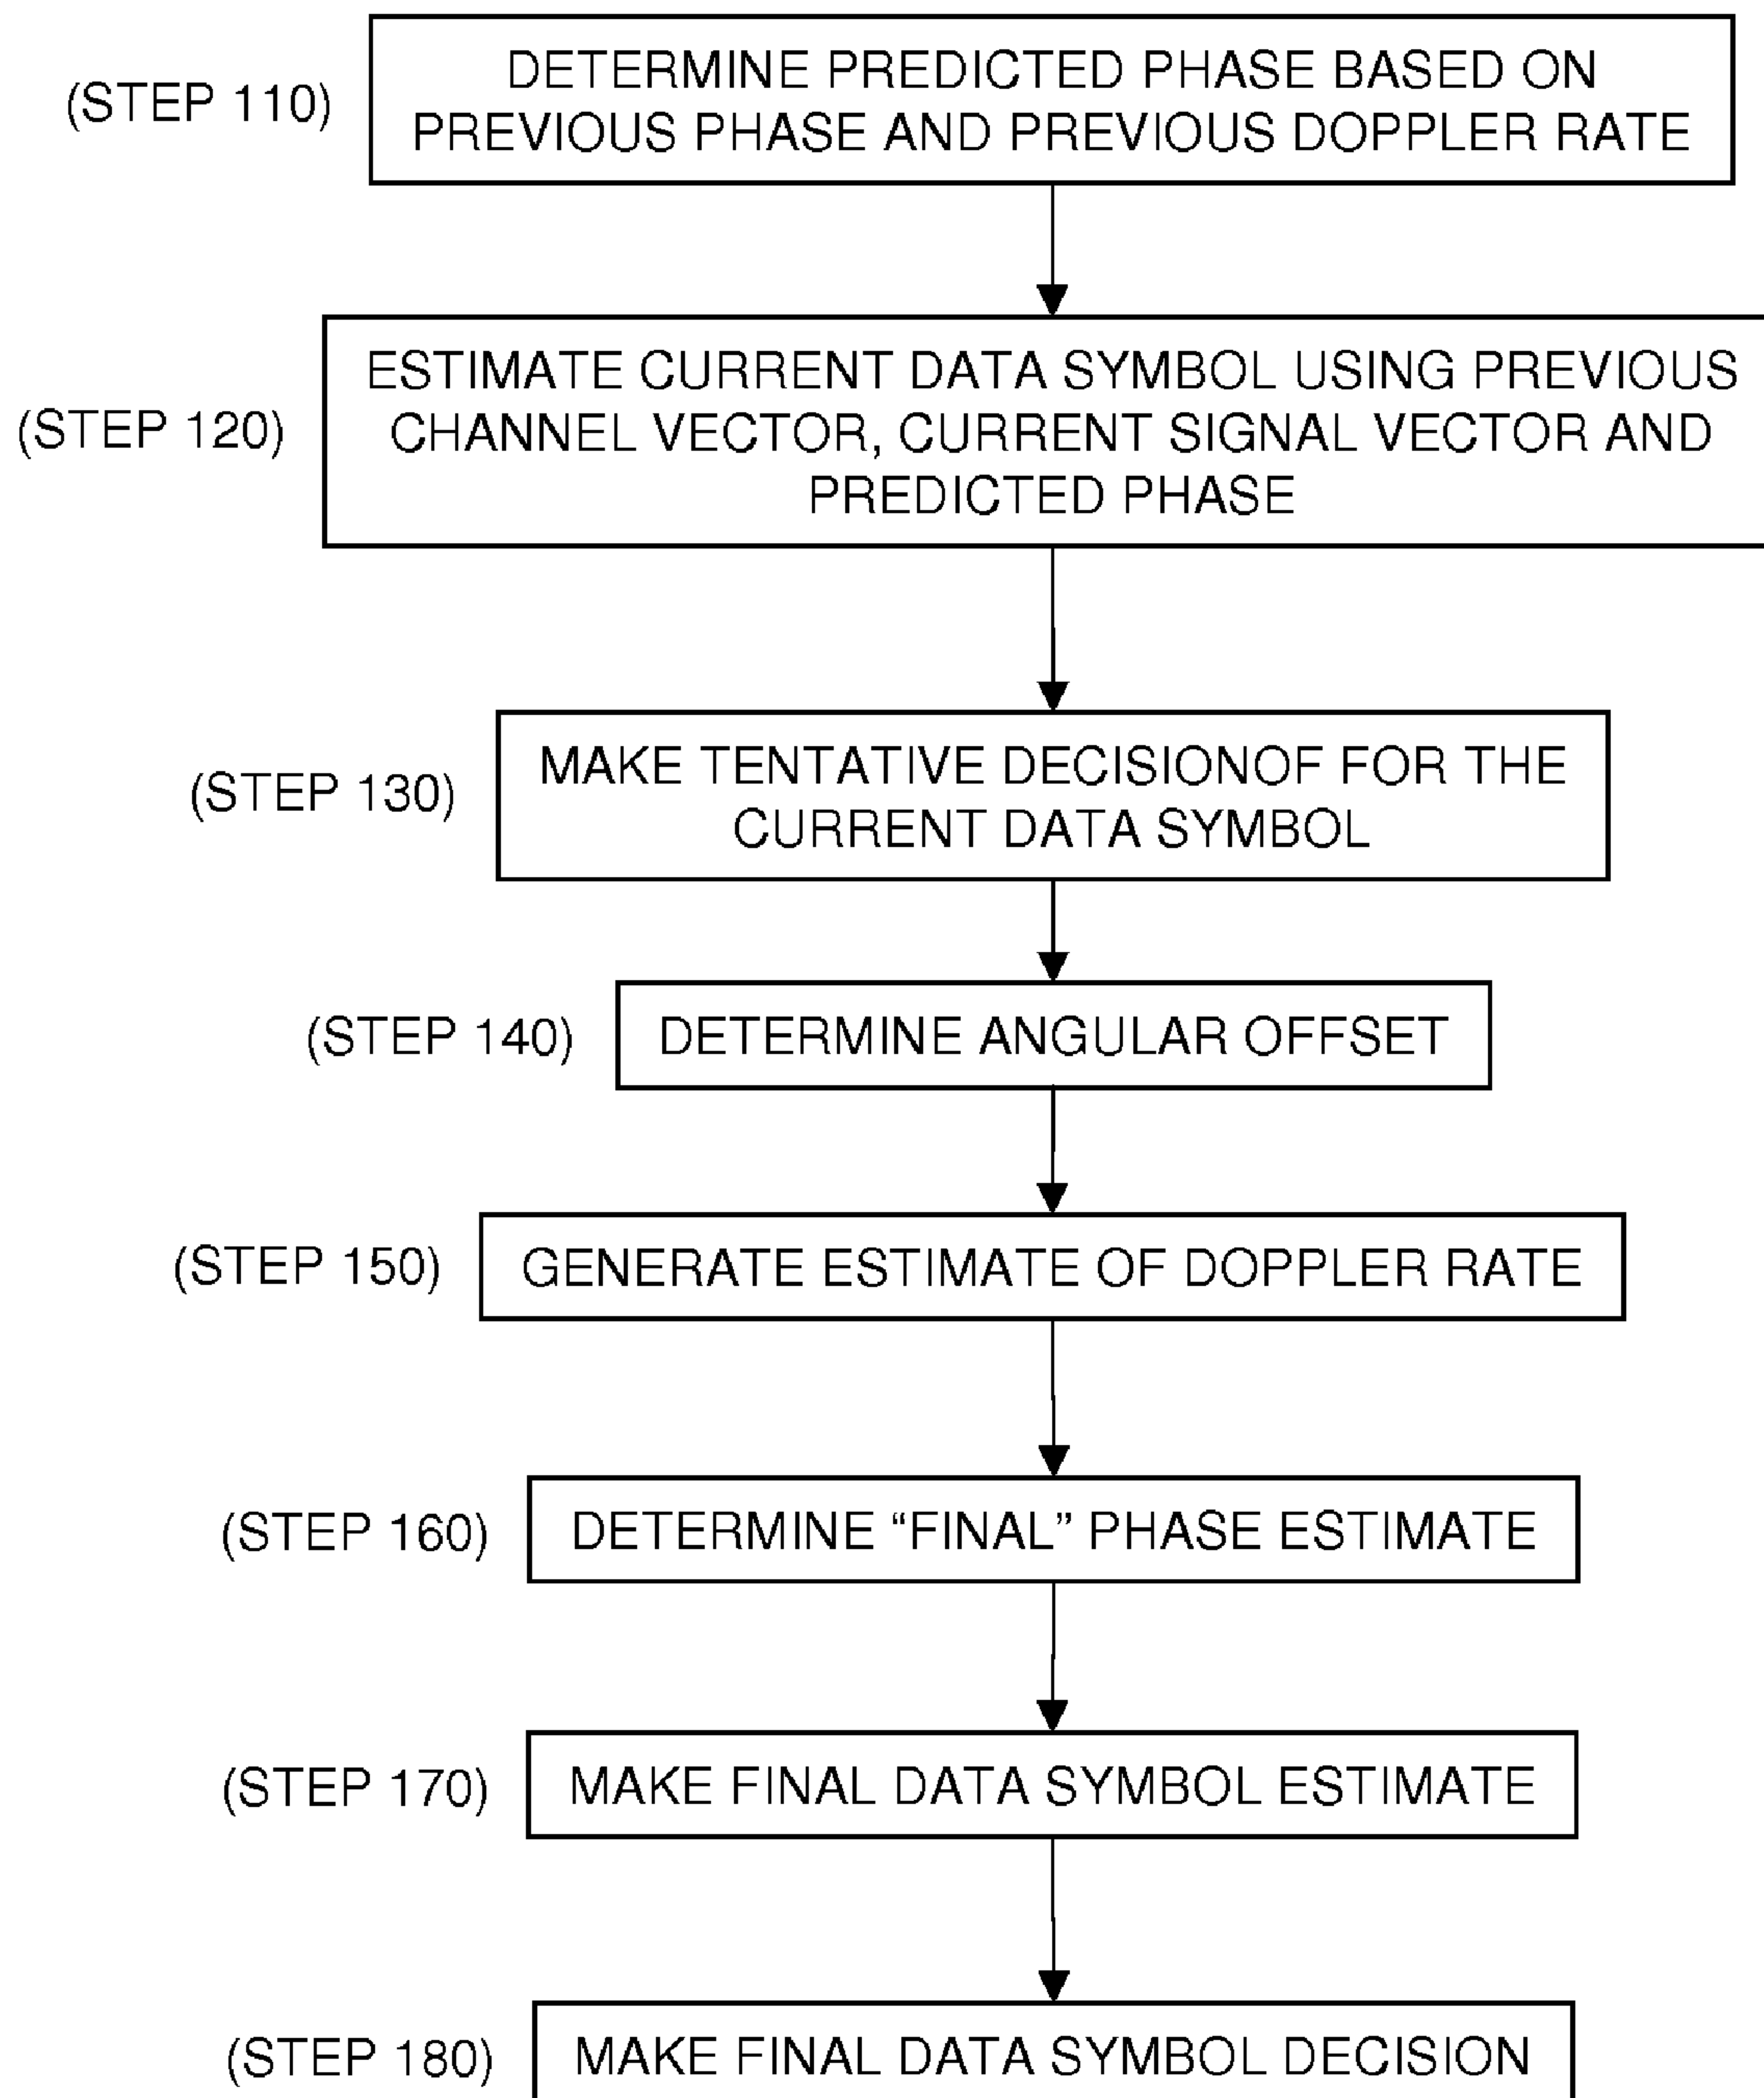 (STEP 110)
DETERMINE PREDICTED PHASE BASED ON
PREVIOUS PHASE AND PREVIOUS DOPPLER RATE
(STEP 120)
ESTIMATE CURRENT DATA SYMBOL USING PREVIOUS
CHANNEL VECTOR, CURRENT SIGNAL VECTOR AND
PREDICTED PHASE
(STEP 130)
MAKE TENTATIVE DECISIONOF FOR THE
CURRENT DATA SYMBOL
(STEP 140)
DETERMINE ANGULAR OFFSET
(STEP 150)
GENERATE ESTIMATE OF DOPPLER RATE
(STEP 160)
DETERMINE “FINAL” PHASE ESTIMATE
(STEP 170)
MAKE FINAL DATA SYMBOL ESTIMATE
(STEP 180)
MAKE FINAL DATA SYMBOL DECISION